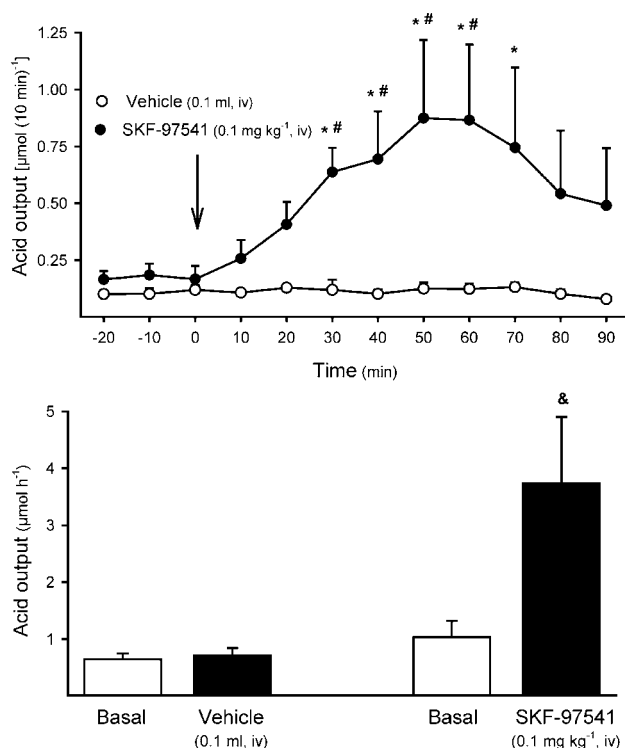 * #
* #
*
* #
* #
1.25
1.00
0.75
0.50
0.25
Acid output [µmol (10 min)⁻¹]
Vehicle (0.1 ml, iv)
SKF-97541 (0.1 mg kg⁻¹, iv)
-20 -10 0 10 20 30 40 50 60 70 80 90
Time (min)
5
4
3
2
1
Acid output (µmol h⁻¹)
&
Basal Vehicle Basal SKF-97541
(0.1 ml, iv) (0.1 mg kg⁻¹, iv)